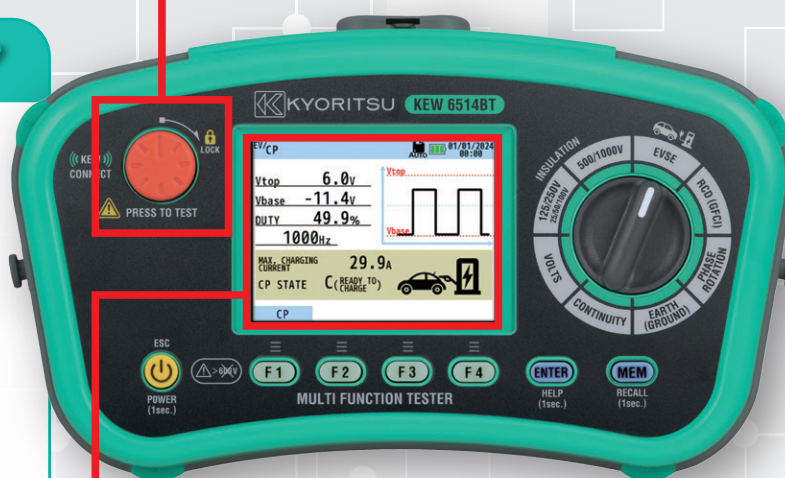 KYORITSU KEW 6514BT
((KEW))
CONNECT
LOCK
PRESS TO TEST
EV/CP
AUTO
01/01/2024
00:00
Vtop 6.0V
Vbase -11.4V
DUTY 49.9%
1000Hz
Vtop
Vbase
MAX. CHARGING
CURRENT 29.9A
CP STATE C(READY TO CHARGE)
CP
INSULATION
125/250V
25/50/100V
500/1000V
EVSE
RCD (GFCI)
PHASE
ROTATION
EARTH
(GROUND)
CONTINUITY
VOLTS
ESC
POWER
(1sec.)
>600V
F1
F2
F3
F4
MULTI FUNCTION TESTER
ENTER
HELP
(1sec.)
MEM
RECALL
(1sec.)